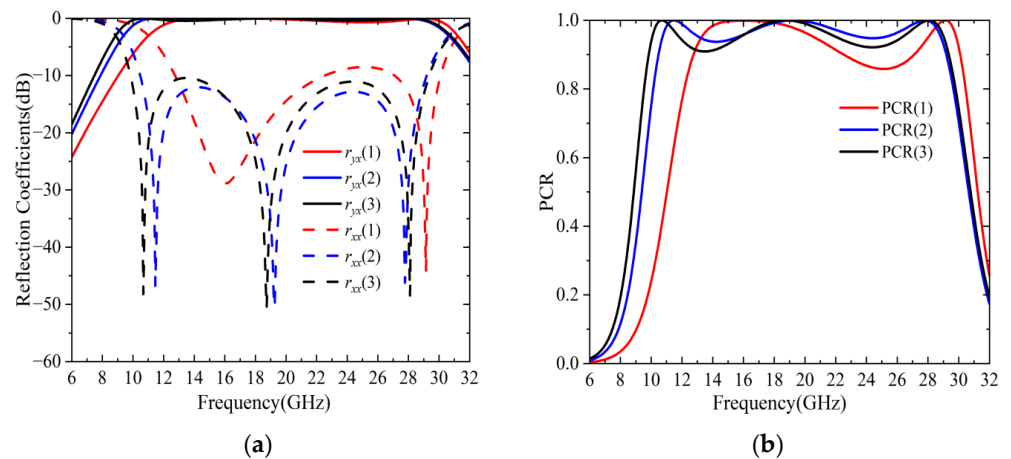 0
−10
−20
−30
−40
−50
−60
Reflection Coefficients(dB)
r_yx(1)
r_yx(2)
r_yx(3)
r_xx(1)
r_xx(2)
r_xx(3)
6 8 10 12 14 16 18 20 22 24 26 28 30 32
Frequency(GHz)
(a)
1.0
0.8
0.6
0.4
0.2
0.0
PCR
PCR(1)
PCR(2)
PCR(3)
6 8 10 12 14 16 18 20 22 24 26 28 30 32
Frequency(GHz)
(b)